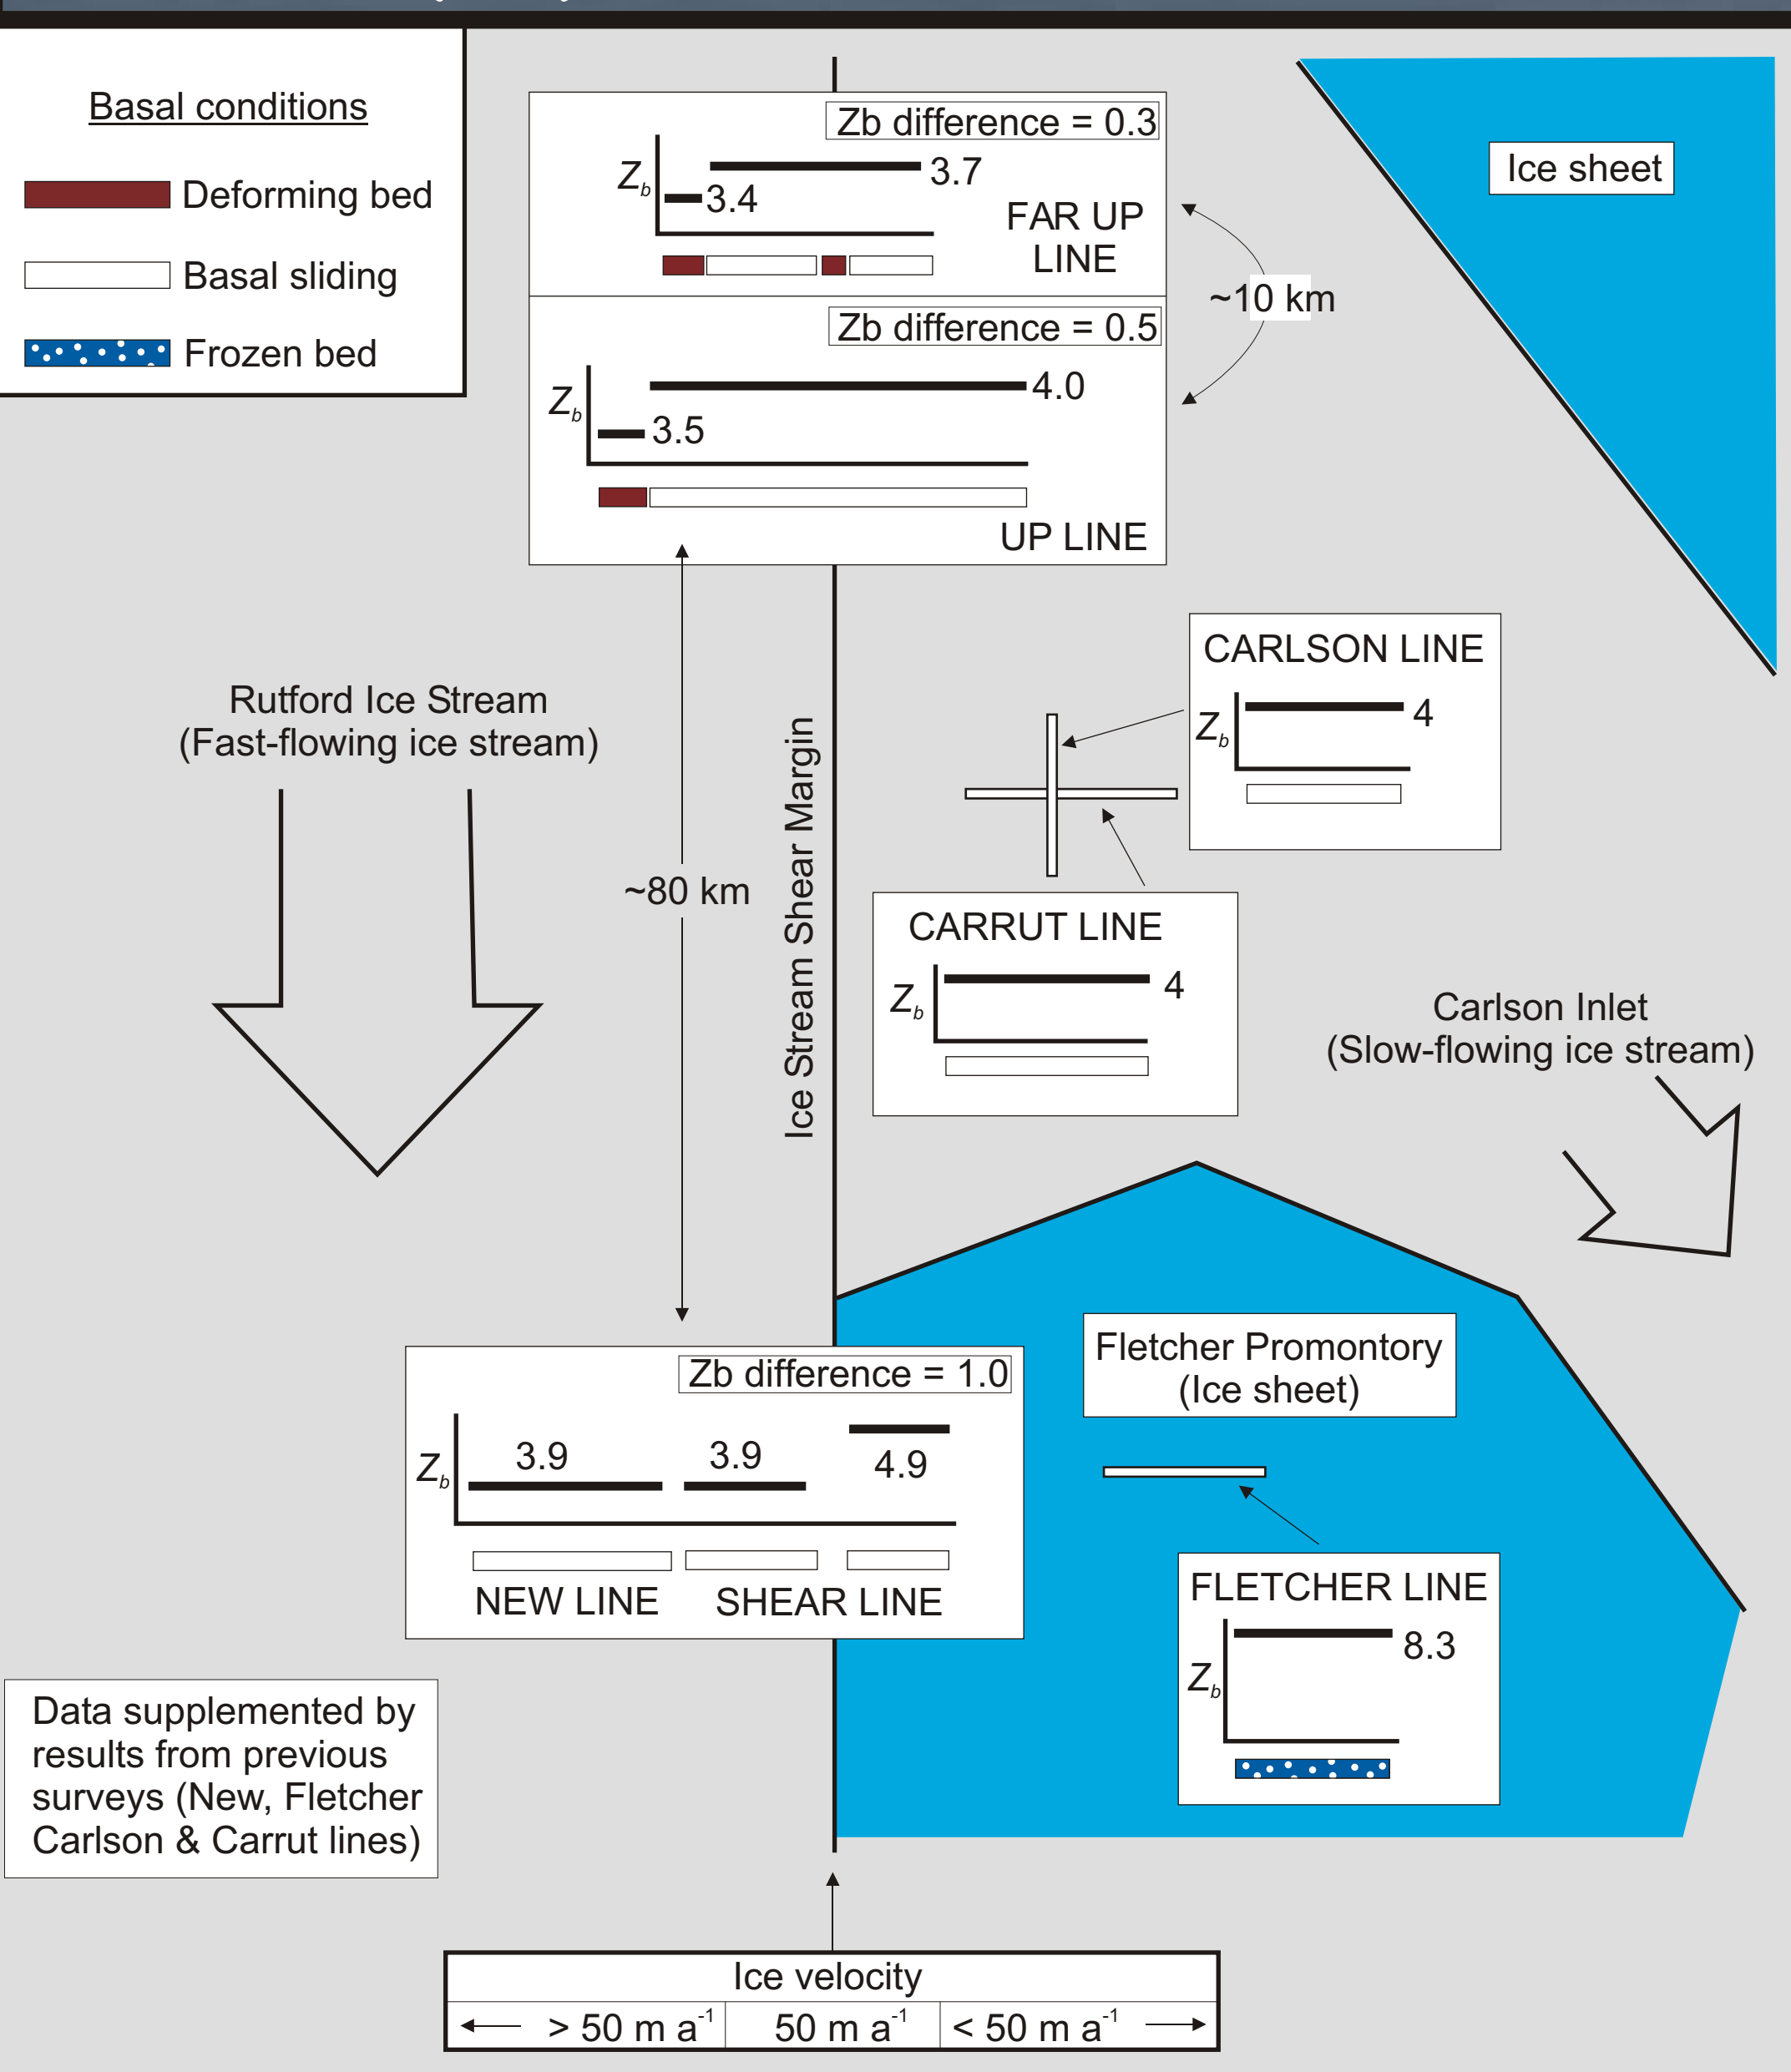 Basal conditions
Deforming bed
Basal sliding
Frozen bed
Zb difference = 0.3
Zb
3.7
3.4
FAR UP
LINE
~10 km
Zb difference = 0.5
Zb
4.0
3.5
UP LINE
Ice sheet
Rutford Ice Stream
(Fast-flowing ice stream)
~80 km
Ice Stream Shear Margin
CARLSON LINE
Zb
4
CARRUT LINE
Zb
4
Carlson Inlet
(Slow-flowing ice stream)
Zb difference = 1.0
Zb
3.9
3.9
4.9
NEW LINE
SHEAR LINE
Fletcher Promontory
(Ice sheet)
FLETCHER LINE
Zb
8.3
Data supplemented by
results from previous
surveys (New, Fletcher
Carlson & Carrut lines)
Ice velocity
> 50 m a-1
50 m a-1
< 50 m a-1